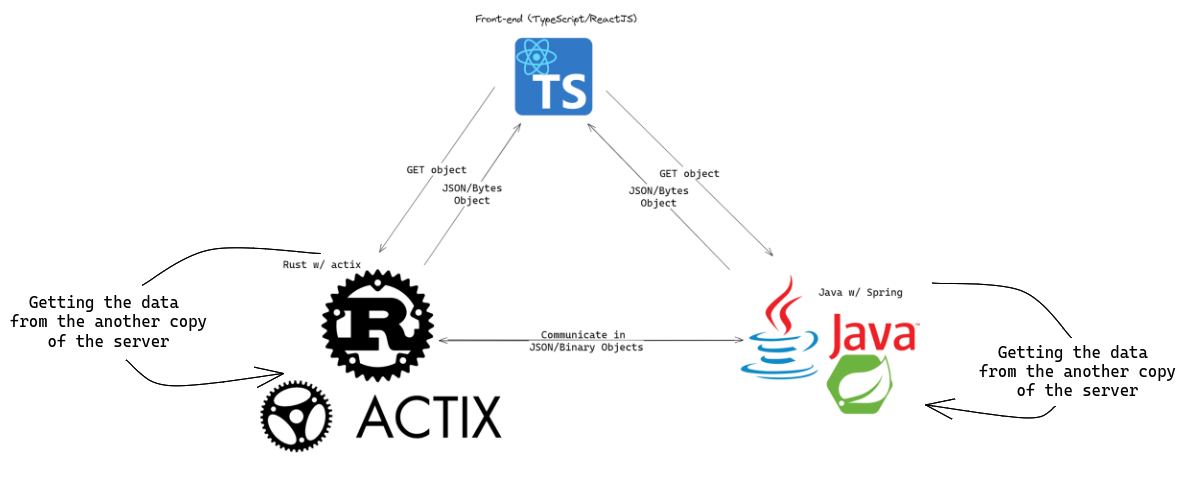 Front-end (TypeScript/ReactJS)
TS
GET object
JSON/Bytes
Object
GET object
JSON/Bytes
Object
Rust w/ actix
R
Getting the data
from the another copy
of the server
ACTIX
Communicate in
JSON/Binary Objects
Java w/ Spring
Java™
Getting the data
from the another copy
of the server